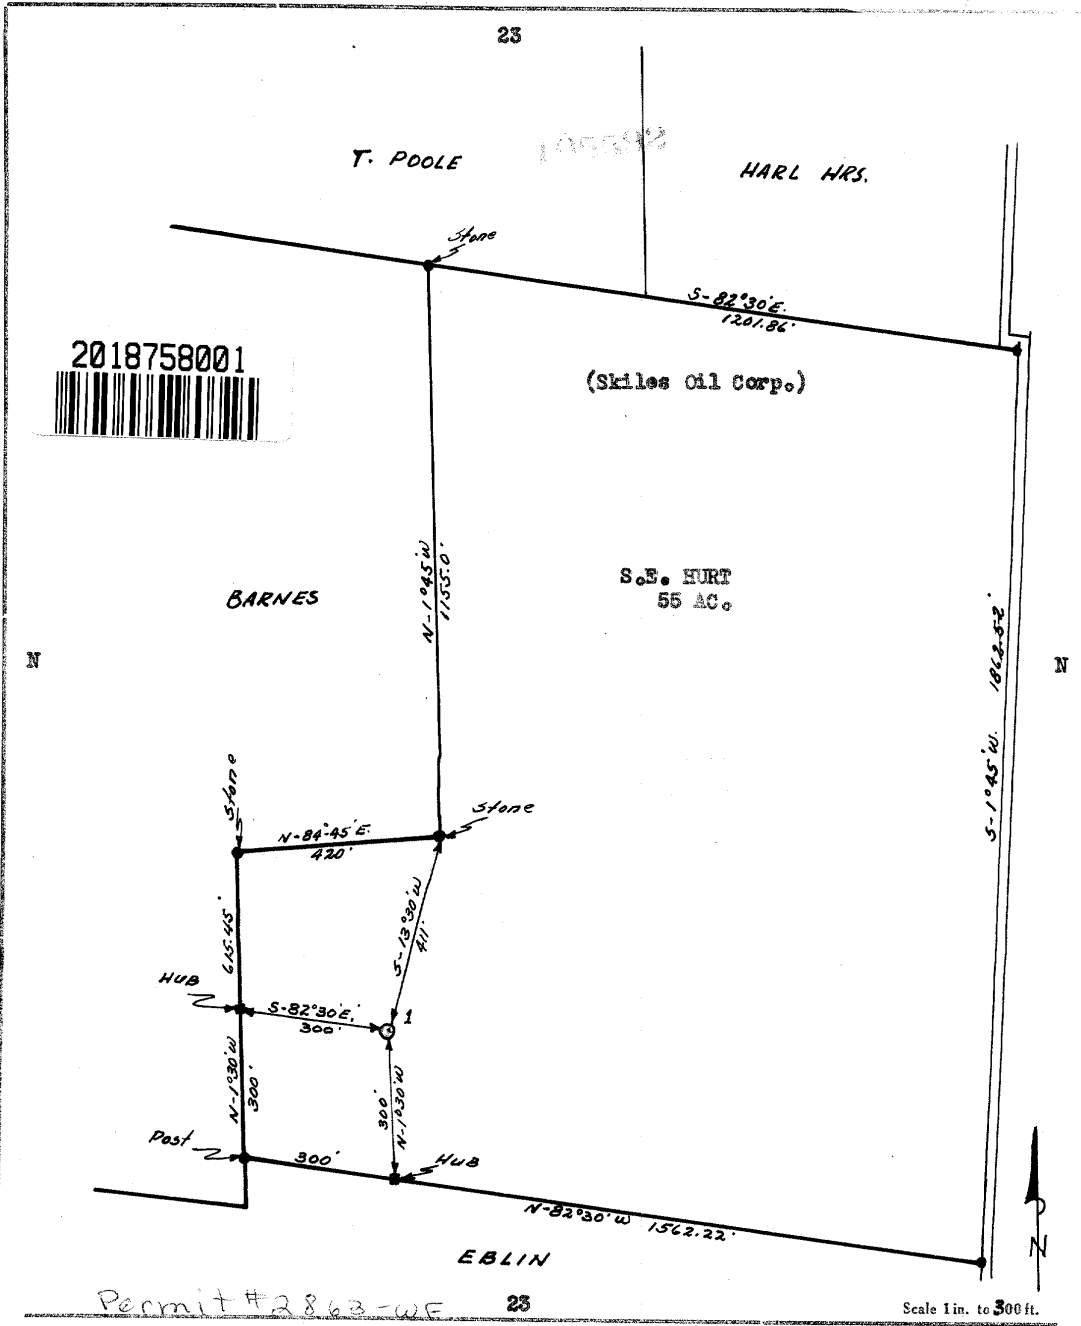 23
T. POOLE
HARL HRS.
Stone
S-82°30'E.
1201.86'
2018758001
(Skiles Oil Corp.)
N-1°45'W
1155.0'
S.E. HURT
55 AC.
BARNES
N
N
S-1°45'W. 1862.52'
Stone
Stone
N-84°-45'E.
420'
S-13°30'W
411'
615.45'
HUB
S-82°30'E.
300'
1
N-1°30'W
300'
300'
N-1°30'W
Post
300'
HUB
N-82°30'W 1562.22'
EBLIN
N
Permit #2863-WF
23
Scale 1 in. to 300 ft.